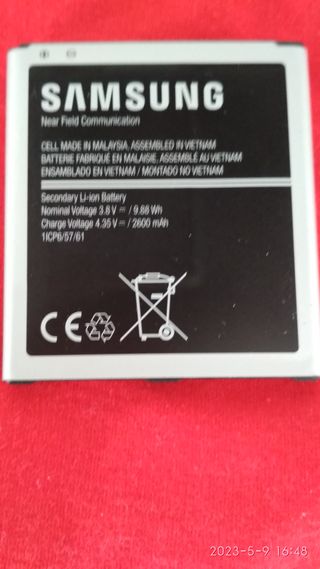 SAMSUNG
Near Field Communication
CELL MADE IN MALAYSIA, ASSEMBLED IN VIETNAM
BATTERIE FABRIQUÉ EN MALAISIE, ASSEMBLÉ AU VIETNAM
ENSAMBLADO EN VIETNAM / MONTADO NO VIETNAM
Secondary Li-ion Battery
Nominal Voltage 3.8 V ⎓ / 9.88 Wh
Charge Voltage 4.35 V ⎓ / 2600 mAh
1ICP6/57/61
CE
2023-5-9 16:48